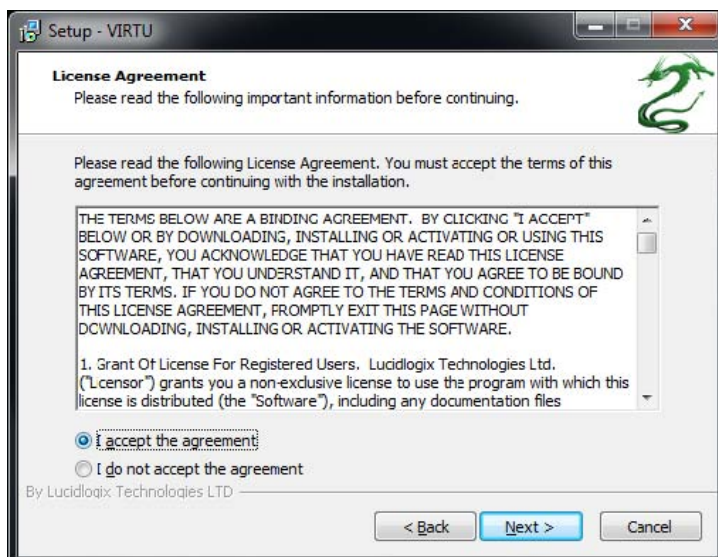 Setup - VIRTU
License Agreement
Please read the following important information before continuing.
Please read the following License Agreement. You must accept the terms of this
agreement before continuing with the installation.
THE TERMS BELOW ARE A BINDING AGREEMENT. BY CLICKING "I ACCEPT"
BELOW OR BY DOWNLOADING, INSTALLING OR ACTIVATING OR USING THIS
SOFTWARE, YOU ACKNOWLEDGE THAT YOU HAVE READ THIS LICENSE
AGREEMENT, THAT YOU UNDERSTAND IT, AND THAT YOU AGREE TO BE BOUND
BY ITS TERMS. IF YOU DO NOT AGREE TO THE TERMS AND CONDITIONS OF
THIS LICENSE AGREEMENT, PROMPTLY EXIT THIS PAGE WITHOUT
DOWNLOADING, INSTALLING OR ACTIVATING THE SOFTWARE.
1. Grant Of License For Registered Users. Lucidlogix Technologies Ltd.
("Licensor") grants you a non-exclusive license to use the program with which this
license is distributed (the "Software"), including any documentation files
I accept the agreement
I do not accept the agreement
By Lucidlogix Technologies LTD
< Back
Next >
Cancel